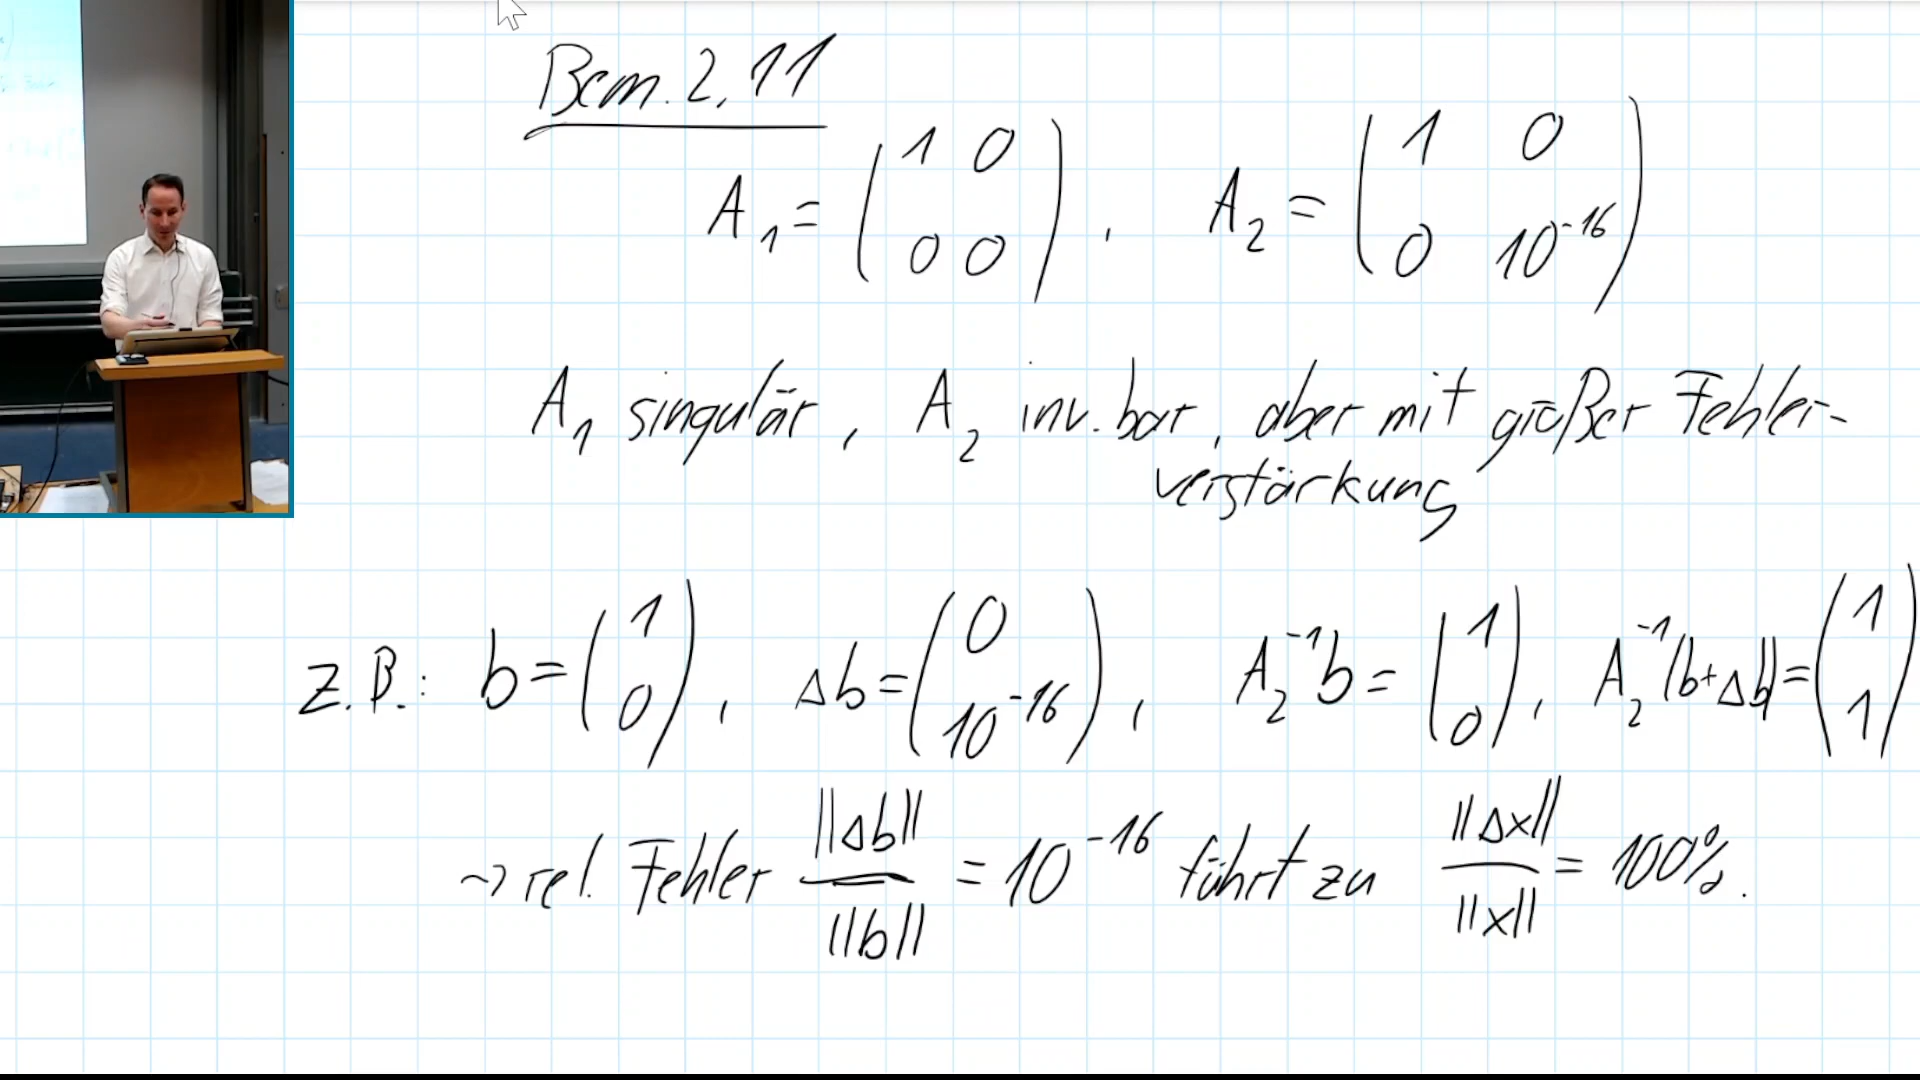 Bem. 2.11
A₁ = (1 0; 0 0), A₂ = (1 0; 0 10⁻¹⁶)
A₁ singulär, A₂ inv.bar, aber mit großer Fehler-
verstärkung
z.B.: b = (1; 0), Δb = (0; 10⁻¹⁶), A₂⁻¹b = (1; 0), A₂⁻¹(b+Δb) = (1; 1)
~> rel. Fehler ||Δb||/||b|| = 10⁻¹⁶ führt zu ||Δx||/||x|| = 100%.